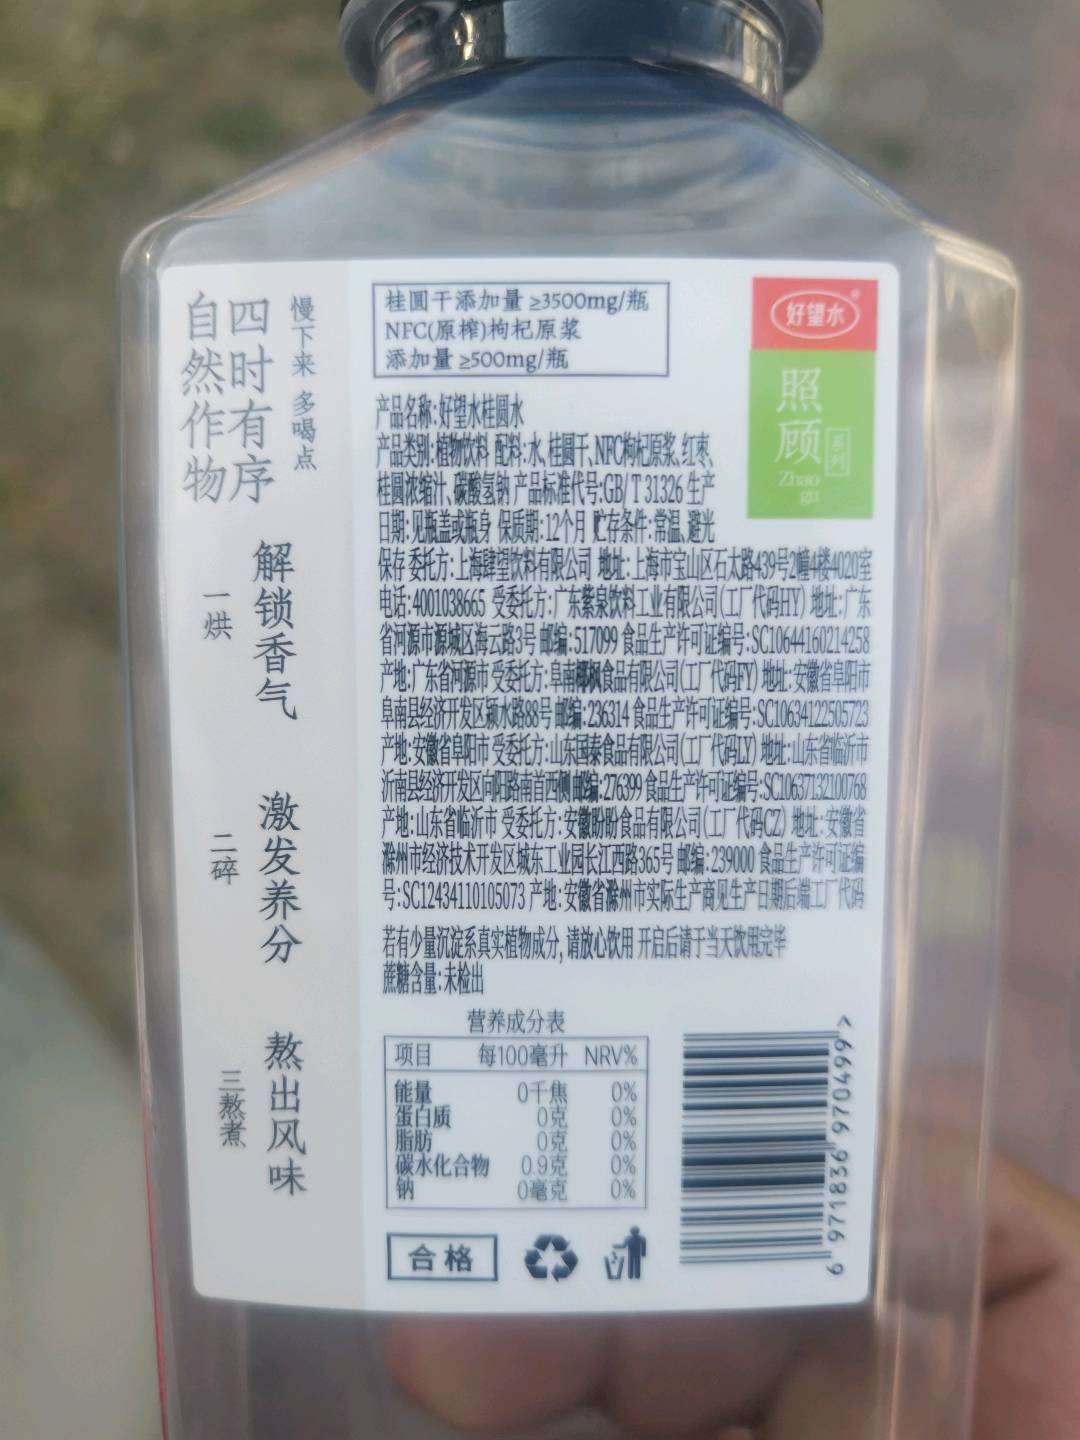 慢下来 多喝点
四时有序
自然作物
解锁香气
一烘
激发养分
二碎
熬出风味
三熬煮
桂圆干添加量 ≥3500mg/瓶
NFC(原榨)枸杞原浆
添加量 ≥500mg/瓶
好望水®
照顾
系列
Zhao
gu
产品名称:好望水桂圆水
产品类别:植物饮料 配料:水、桂圆干、NFC枸杞原浆、红枣、
桂圆浓缩汁、碳酸氢钠 产品标准代号:GB/T 31326 生产
日期:见瓶盖或瓶身 保质期:12个月 贮存条件:常温、避光
保存 委托方:上海肆望饮料有限公司 地址:上海市宝山区石太路439号2幢4楼4020室
电话:4001038665 受委托方:广东紫泉饮料工业有限公司(工厂代码HY) 地址:广东
省河源市源城区海云路3号 邮编:517099 食品生产许可证编号:SC10644160214258
产地:广东省河源市 受委托方:阜南椰枫食品有限公司(工厂代码FY) 地址:安徽省阜阳市
阜南县经济开发区颍水路88号 邮编:236314 食品生产许可证编号:SC10634122505723
产地:安徽省阜阳市 受委托方:山东国泰食品有限公司(工厂代码LY) 地址:山东省临沂市
沂南县经济开发区向阳路南首西侧 邮编:276399 食品生产许可证编号:SC10637132100768
产地:山东省临沂市 受委托方:安徽盼盼食品有限公司(工厂代码CZ) 地址:安徽省
滁州市经济技术开发区城东工业园长江西路365号 邮编:239000 食品生产许可证编
号:SC12434110105073 产地:安徽省滁州市 实际生产商见生产日期后端工厂代码
若有少量沉淀系真实植物成分,请放心饮用 开启后请于当天饮用完毕
蔗糖含量:未检出
营养成分表
项目 每100毫升 NRV%
能量 0千焦 0%
蛋白质 0克 0%
脂肪 0克 0%
碳水化合物 0.9克 0%
钠 0毫克 0%
合格
6 971836 970499 >